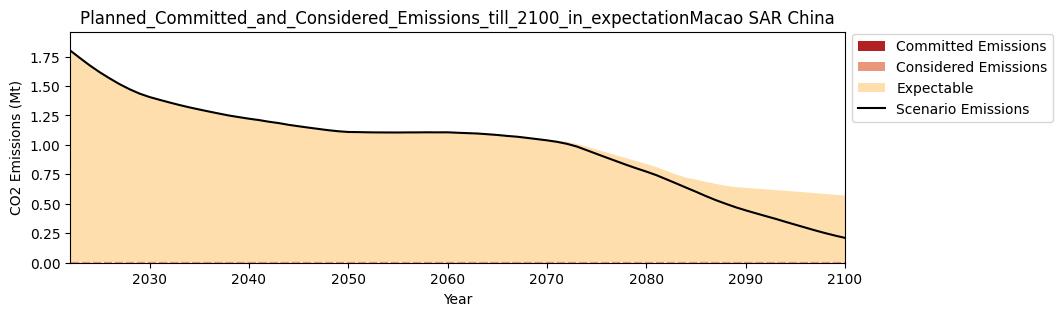 Planned_Committed_and_Considered_Emissions_till_2100_in_expectationMacao SAR China
CO2 Emissions (Mt)
1.75
1.50
1.25
1.00
0.75
0.50
0.25
0.00
2030 2040 2050 2060 2070 2080 2090 2100
Year
Committed Emissions
Considered Emissions
Expectable
Scenario Emissions